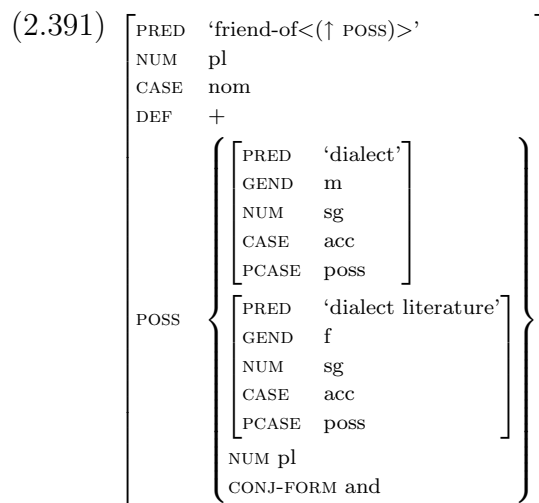 (2.391)
PRED ‘friend-of<(↑ POSS)>’
NUM pl
CASE nom
DEF +
PRED ‘dialect’
GEND m
NUM sg
CASE acc
PCASE poss
POSS
PRED ‘dialect literature’
GEND f
NUM sg
CASE acc
PCASE poss
NUM pl
CONJ-FORM and